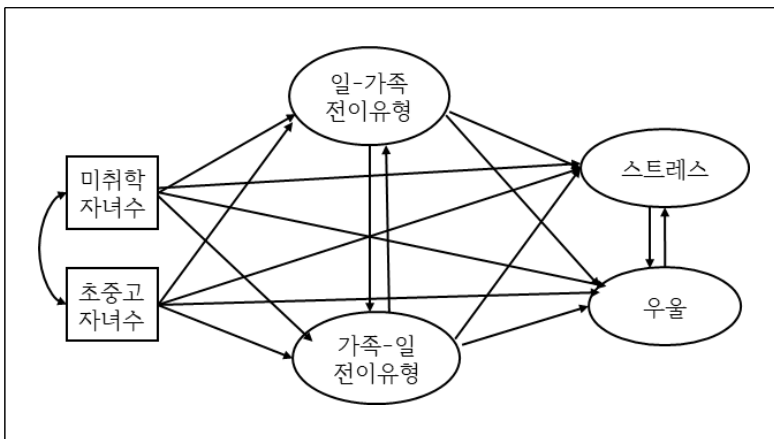 일-가족
전이유형
미취학
자녀수
스트레스
초중고
자녀수
우울
가족-일
전이유형